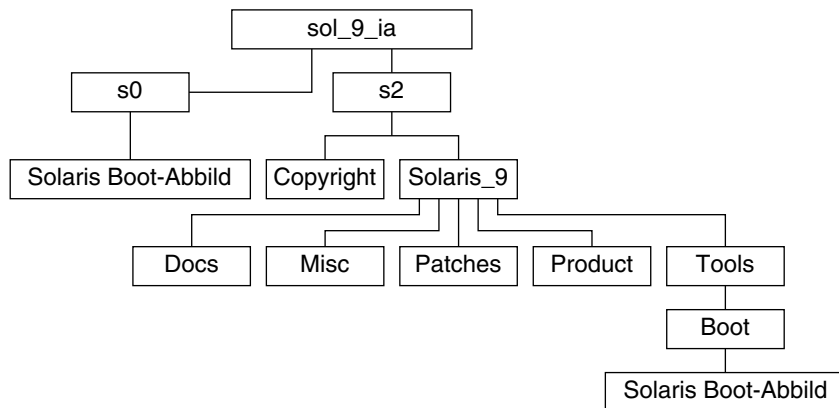 sol_9_ia
s0
s2
Solaris Boot-Abbild
Copyright
Solaris_9
Docs
Misc
Patches
Product
Tools
Boot
Solaris Boot-Abbild